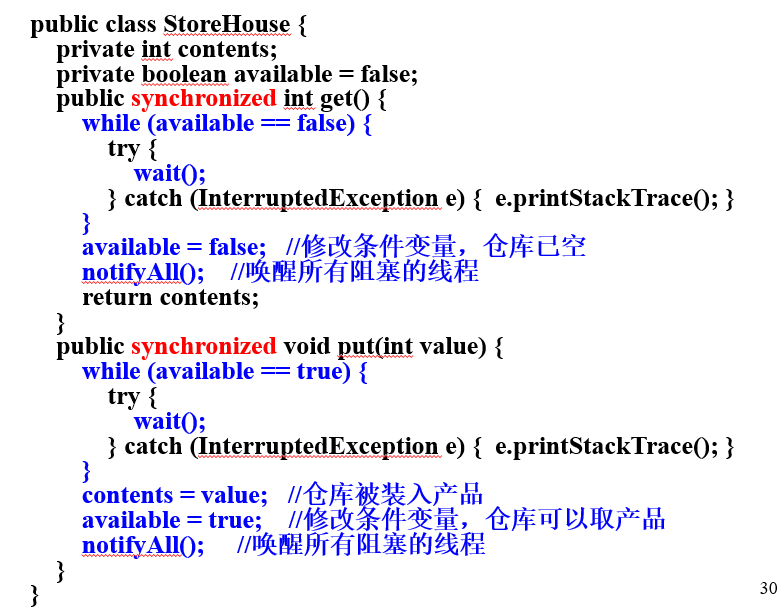 public class StoreHouse {
private int contents;
private boolean available = false;
public synchronized int get() {
while (available == false) {
try {
wait();
} catch (InterruptedException e) {  e.printStackTrace(); }
}
available = false;   //修改条件变量，仓库已空
notifyAll();    //唤醒所有阻塞的线程
return contents;
}
public synchronized void put(int value) {
while (available == true) {
try {
wait();
} catch (InterruptedException e) {  e.printStackTrace(); }
}
contents = value;   //仓库被装入产品
available = true;    //修改条件变量，仓库可以取产品
notifyAll();     //唤醒所有阻塞的线程
}
}
30